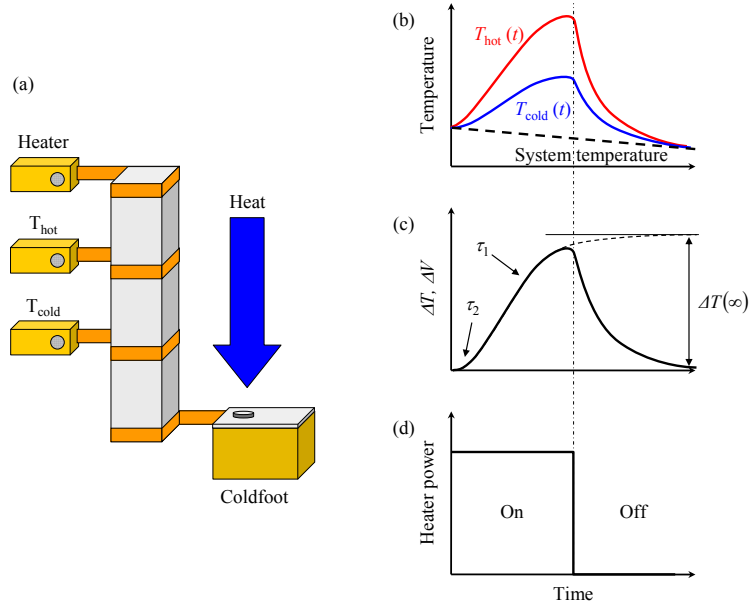 (a)
Heater
T_hot
T_cold
Heat
Coldfoot
(b)
Temperature
T_hot (t)
T_cold (t)
System temperature
(c)
ΔT, ΔV
τ_1
τ_2
ΔT(∞)
(d)
Heater power
On
Off
Time